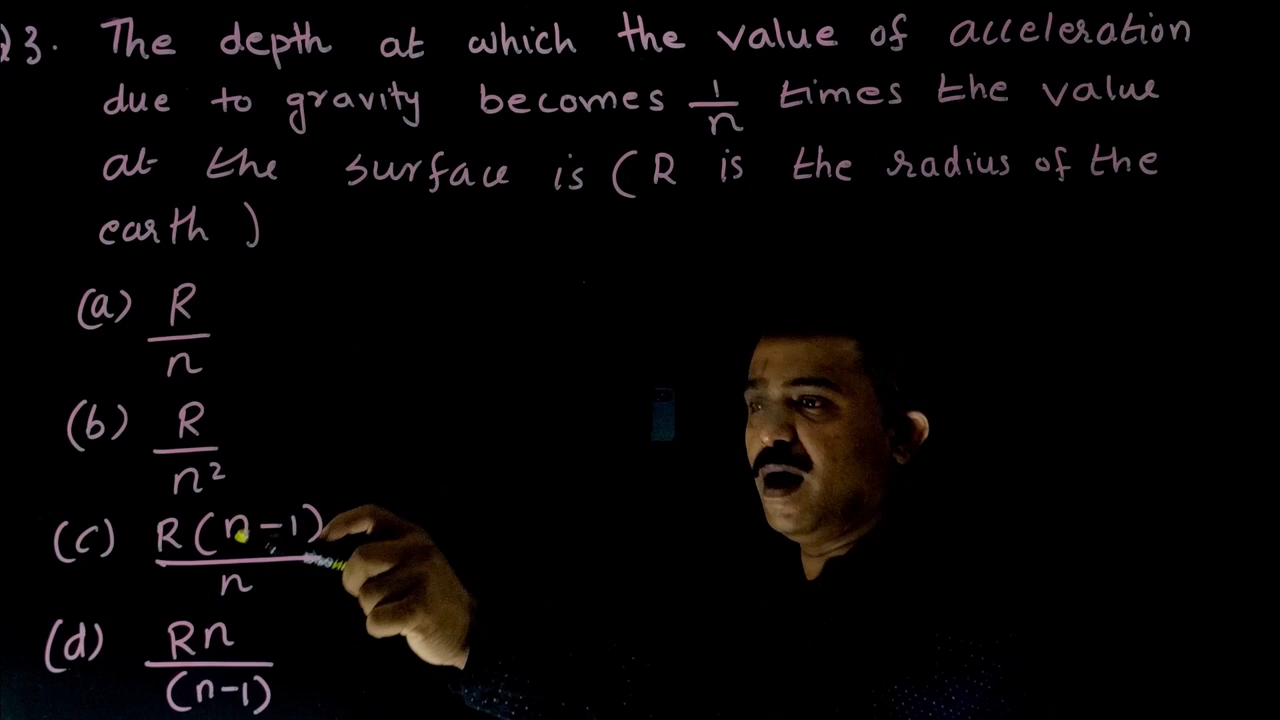 23. The depth at which the value of acceleration
due to gravity becomes 1/n times the value
at the surface is (R is the radius of the
earth)
(a) R/n
(b) R/n²
(c) R(n-1)/n
(d) Rn/(n-1)